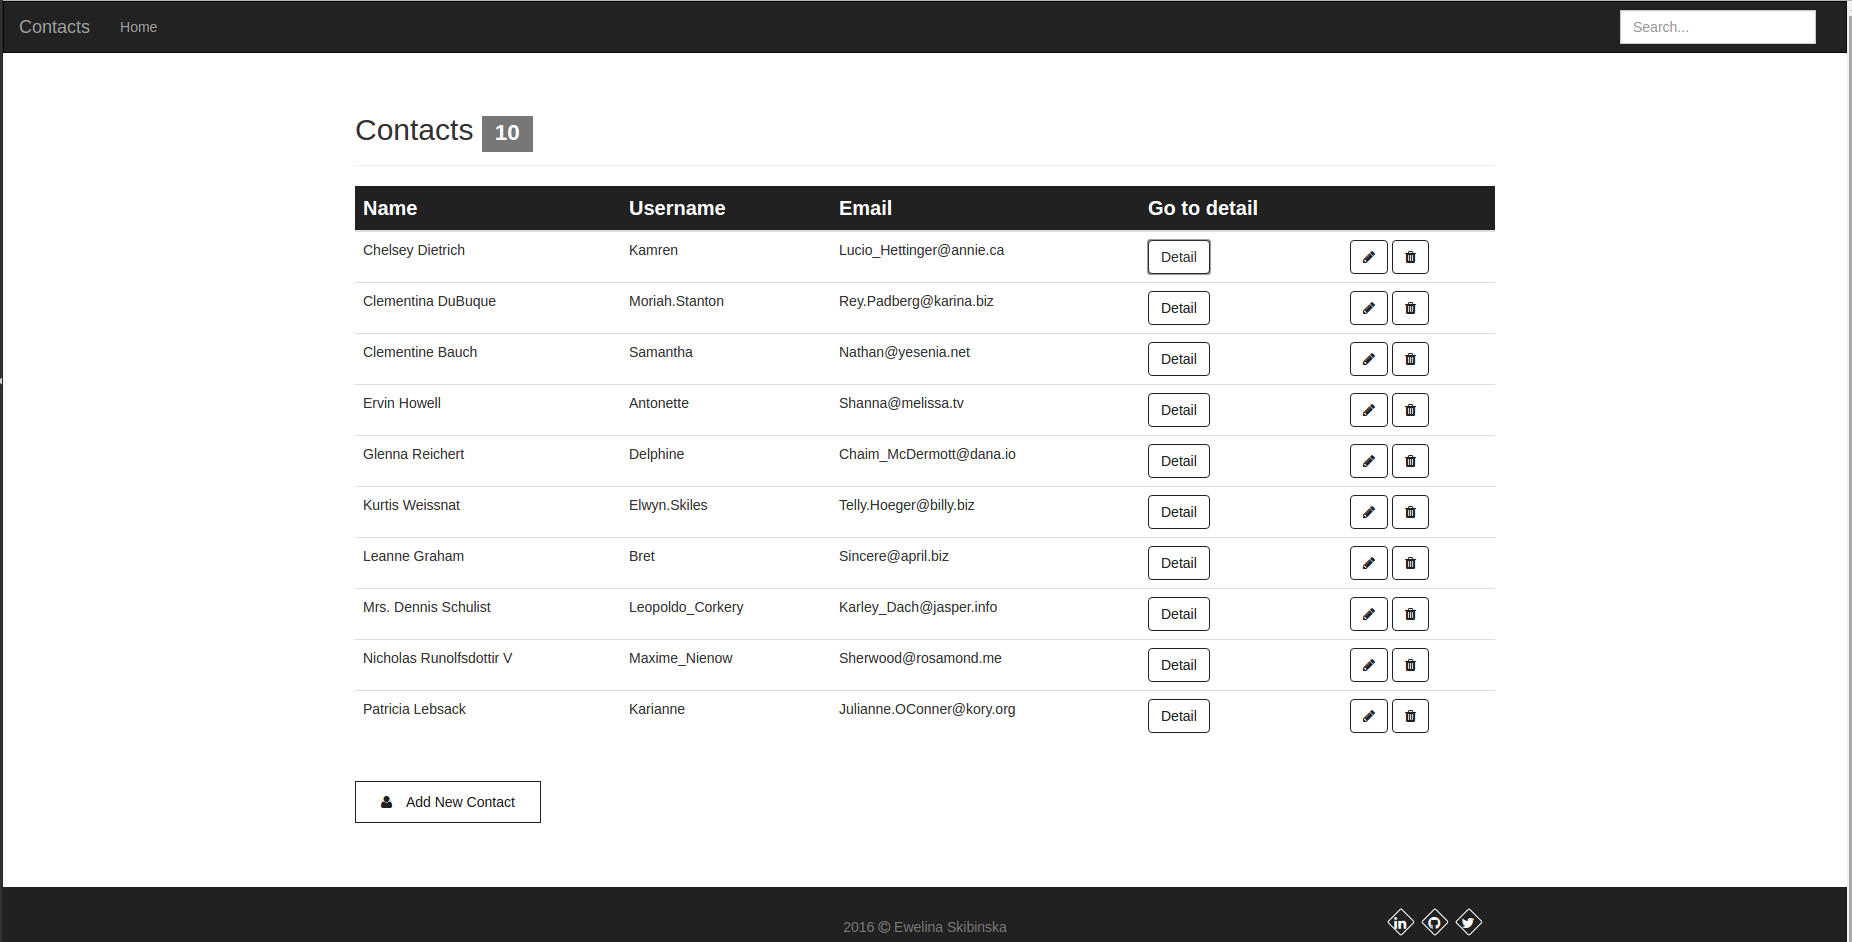 Contacts Home Search...
Contacts 10
Name Username Email Go to detail
Chelsey Dietrich Kamren Lucio_Hettinger@annie.ca Detail
Clementina DuBuque Moriah.Stanton Rey.Padberg@karina.biz Detail
Clementine Bauch Samantha Nathan@yesenia.net Detail
Ervin Howell Antonette Shanna@melissa.tv Detail
Glenna Reichert Delphine Chaim_McDermott@dana.io Detail
Kurtis Weissnat Elwyn.Skiles Telly.Hoeger@billy.biz Detail
Leanne Graham Bret Sincere@april.biz Detail
Mrs. Dennis Schulist Leopoldo_Corkery Karley_Dach@jasper.info Detail
Nicholas Runolfsdottir V Maxime_Nienow Sherwood@rosamond.me Detail
Patricia Lebsack Karianne Julianne.OConner@kory.org Detail
Add New Contact
2016 © Ewelina Skibinska in